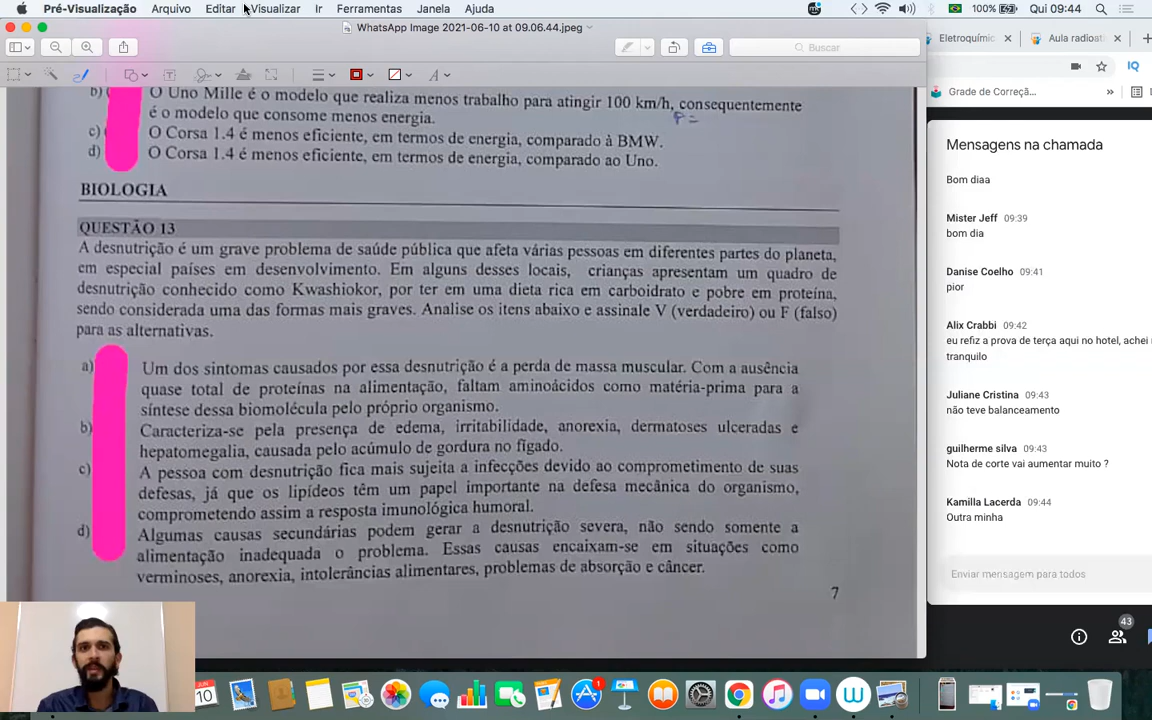 Pré-Visualização Arquivo Editar Visualizar Ir Ferramentas Janela Ajuda 100% Qui 09:44
WhatsApp Image 2021-06-10 at 09.06.44.jpeg
Buscar
b) O Uno Mille é o modelo que realiza menos trabalho para atingir 100 km/h, consequentemente
é o modelo que consome menos energia.
P =
c) O Corsa 1.4 é menos eficiente, em termos de energia, comparado à BMW.
d) O Corsa 1.4 é menos eficiente, em termos de energia, comparado ao Uno.
BIOLOGIA
QUESTÃO 13
A desnutrição é um grave problema de saúde pública que afeta várias pessoas em diferentes partes do planeta,
em especial países em desenvolvimento. Em alguns desses locais, crianças apresentam um quadro de
desnutrição conhecido como Kwashiokor, por ter em uma dieta rica em carboidrato e pobre em proteína,
sendo considerada uma das formas mais graves. Analise os itens abaixo e assinale V (verdadeiro) ou F (falso)
para as alternativas.
a) Um dos sintomas causados por essa desnutrição é a perda de massa muscular. Com a ausência
quase total de proteínas na alimentação, faltam aminoácidos como matéria-prima para a
síntese dessa biomolécula pelo próprio organismo.
b) Caracteriza-se pela presença de edema, irritabilidade, anorexia, dermatoses ulceradas e
hepatomegalia, causada pelo acúmulo de gordura no fígado.
c) A pessoa com desnutrição fica mais sujeita a infecções devido ao comprometimento de suas
defesas, já que os lipídeos têm um papel importante na defesa mecânica do organismo,
comprometendo assim a resposta imunológica humoral.
d) Algumas causas secundárias podem gerar a desnutrição severa, não sendo somente a
alimentação inadequada o problema. Essas causas encaixam-se em situações como
verminoses, anorexia, intolerâncias alimentares, problemas de absorção e câncer.
7
Eletroquímic Aula radioat
IQ
Grade de Correçã...
Mensagens na chamada
Bom diaa
Mister Jeff 09:39
bom dia
Danise Coelho 09:41
pior
Alix Crabbi 09:42
eu refiz a prova de terça aqui no hotel, achei
tranquilo
Juliane Cristina 09:43
não teve balanceamento
guilherme silva 09:43
Nota de corte vai aumentar muito ?
Kamilla Lacerda 09:44
Outra minha
Enviar mensagem para todos
43
10
1
W